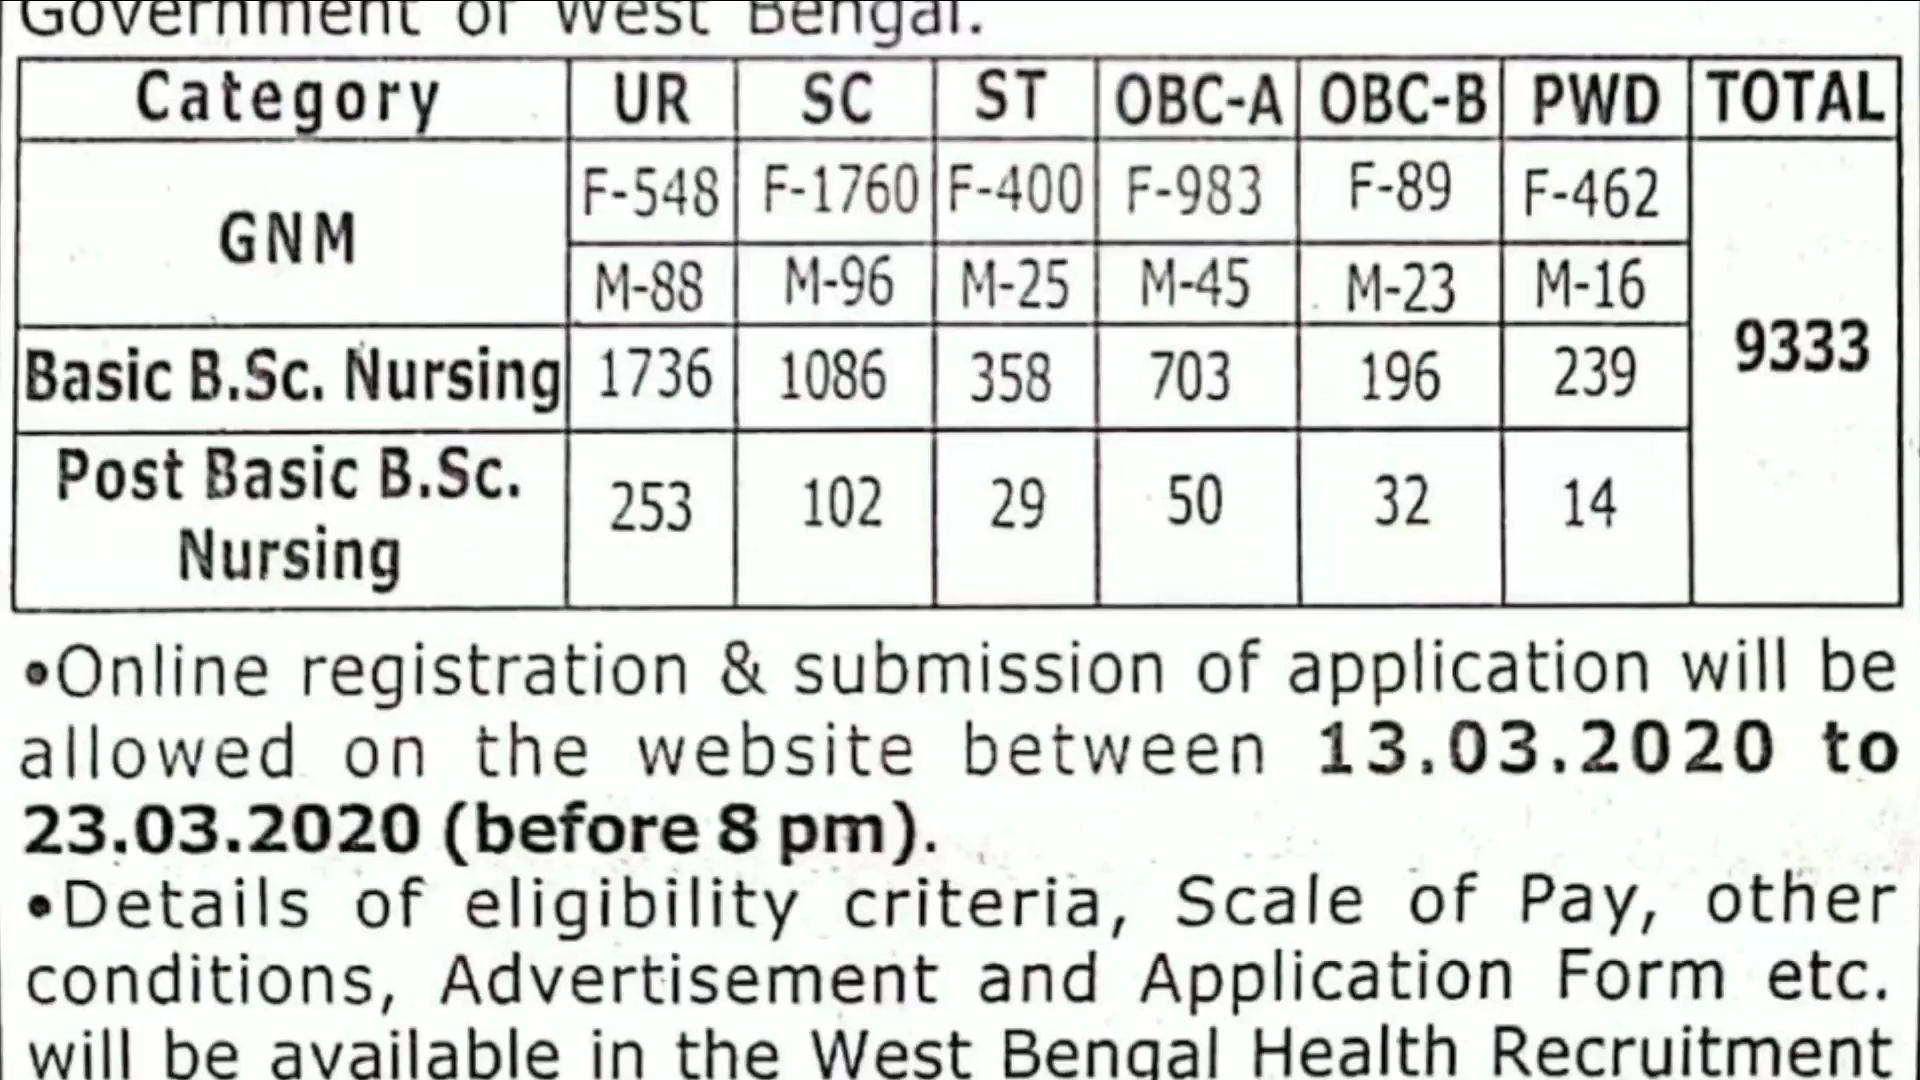 Government of West Bengal.
Category UR SC ST OBC-A OBC-B PWD TOTAL
GNM F-548 F-1760 F-400 F-983 F-89 F-462 9333
M-88 M-96 M-25 M-45 M-23 M-16
Basic B.Sc. Nursing 1736 1086 358 703 196 239
Post Basic B.Sc.
Nursing 253 102 29 50 32 14
•Online registration & submission of application will be
allowed on the website between 13.03.2020 to
23.03.2020 (before 8 pm).
•Details of eligibility criteria, Scale of Pay, other
conditions, Advertisement and Application Form etc.
will be available in the West Bengal Health Recruitment